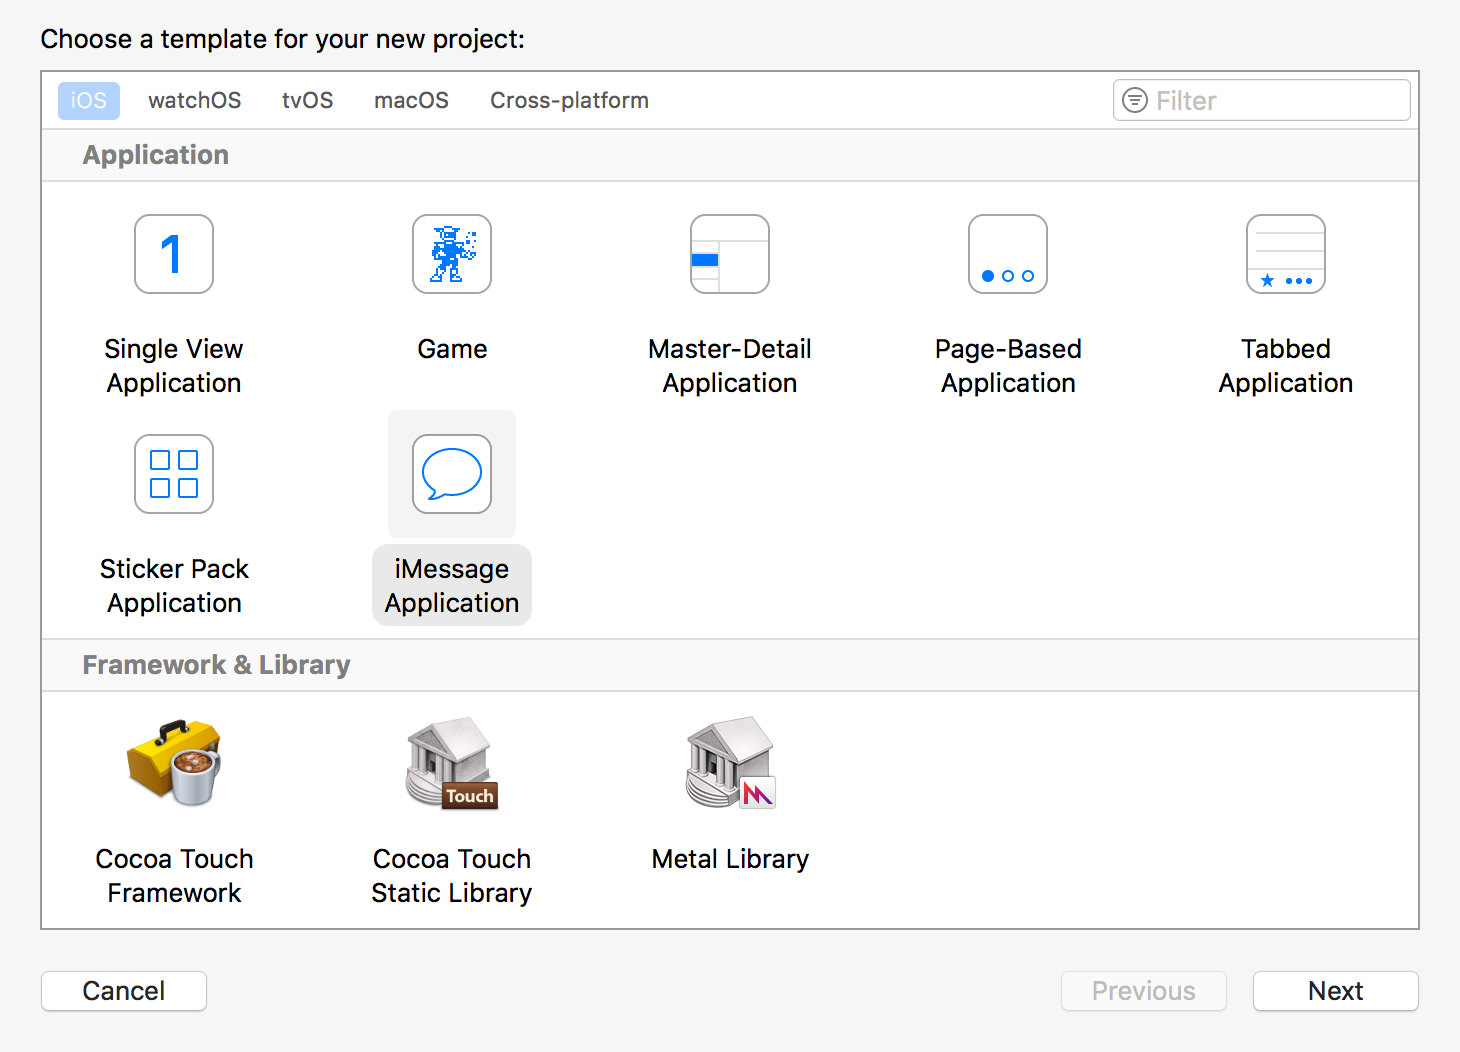 Choose a template for your new project:
iOS watchOS tvOS macOS Cross-platform Filter
Application
1
Single View
Application
Game
Master-Detail
Application
Page-Based
Application
Tabbed
Application
Sticker Pack
Application
iMessage
Application
Framework & Library
Touch
Cocoa Touch
Framework
Cocoa Touch
Static Library
Metal Library
Cancel Previous Next